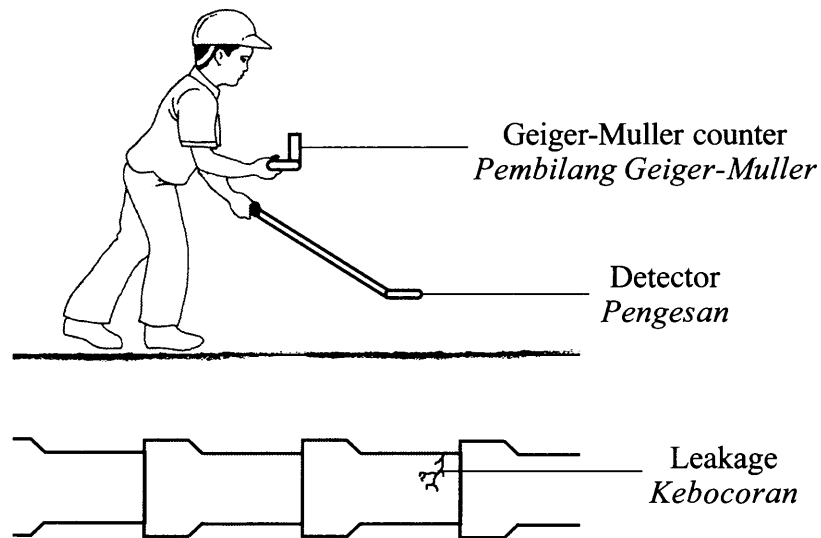 Geiger-Muller counter
Pembilang Geiger-Muller
Detector
Pengesan
Leakage
Kebocoran